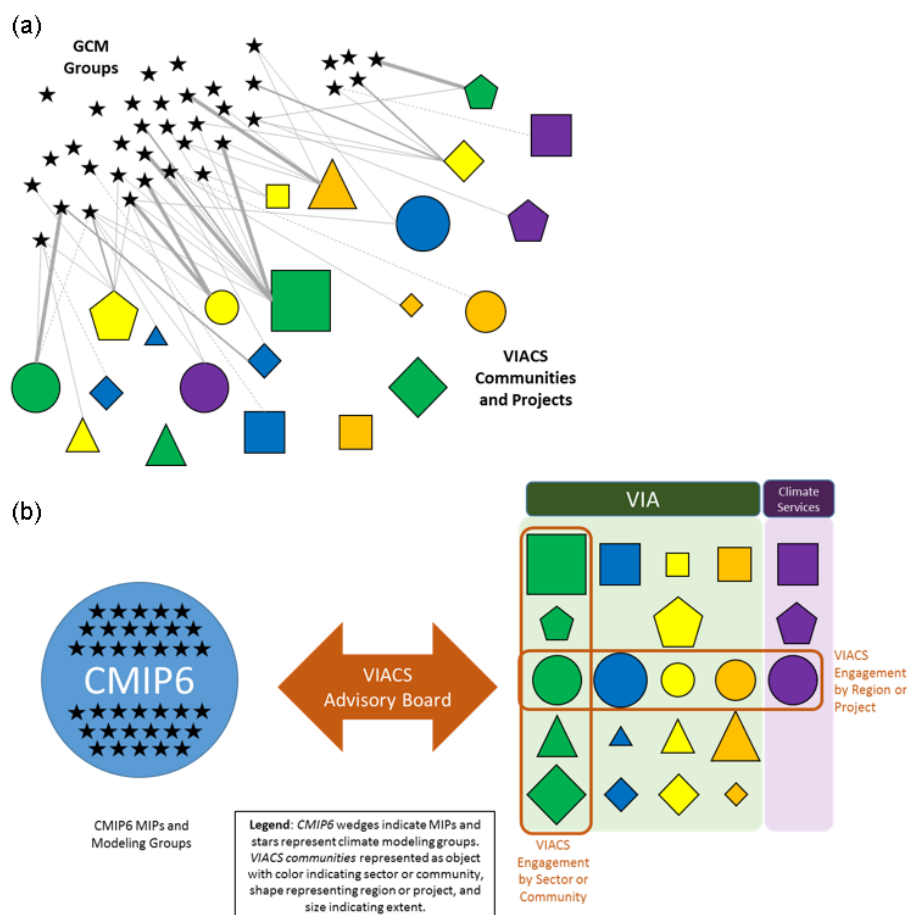 (a)
GCM
Groups
VIACS
Communities
and Projects
(b)
VIA
Climate
Services
CMIP6
VIACS
Advisory Board
VIACS
Engagement
by Region or
Project
CMIP6 MIPs and
Modeling Groups
Legend: CMIP6 wedges indicate MIPs and
stars represent climate modeling groups.
VIACS communities represented as object
with color indicating sector or community,
shape representing region or project, and
size indicating extent.
VIACS
Engagement
by Sector or
Community